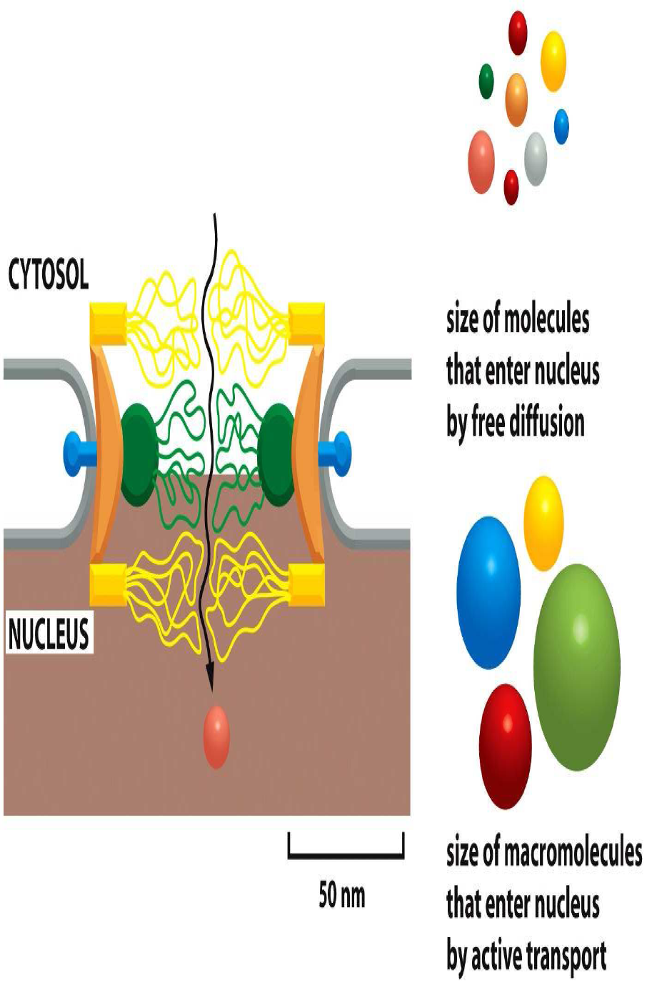 CYTOSOL
size of molecules
that enter nucleus
by free diffusion
NUCLEUS
50 nm
size of macromolecules
that enter nucleus
by active transport